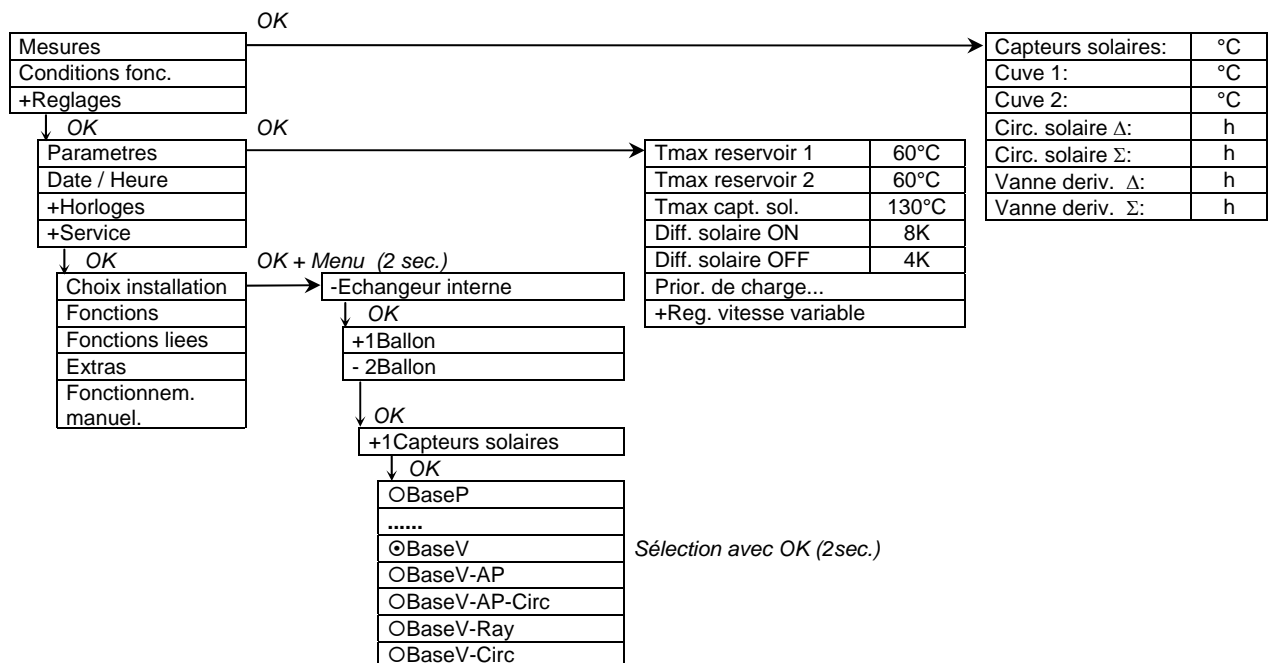 OK
Mesures
Conditions fonc.
+Reglages
Capteurs solaires: °C
Cuve 1: °C
Cuve 2: °C
Circ. solaire Δ: h
Circ. solaire Σ: h
Vanne deriv. Δ: h
Vanne deriv. Σ: h
OK
OK
Parametres
Date / Heure
+Horloges
+Service
Tmax reservoir 1 60°C
Tmax reservoir 2 60°C
Tmax capt. sol. 130°C
Diff. solaire ON 8K
Diff. solaire OFF 4K
Prior. de charge...
+Reg. vitesse variable
OK
OK + Menu (2 sec.)
Choix installation
Fonctions
Fonctions liees
Extras
Fonctionnem.
manuel.
-Echangeur interne
OK
+1Ballon
- 2Ballon
OK
+1Capteurs solaires
OK
○BaseP
......
⊙BaseV
Sélection avec OK (2sec.)
○BaseV-AP
○BaseV-AP-Circ
○BaseV-Ray
○BaseV-Circ